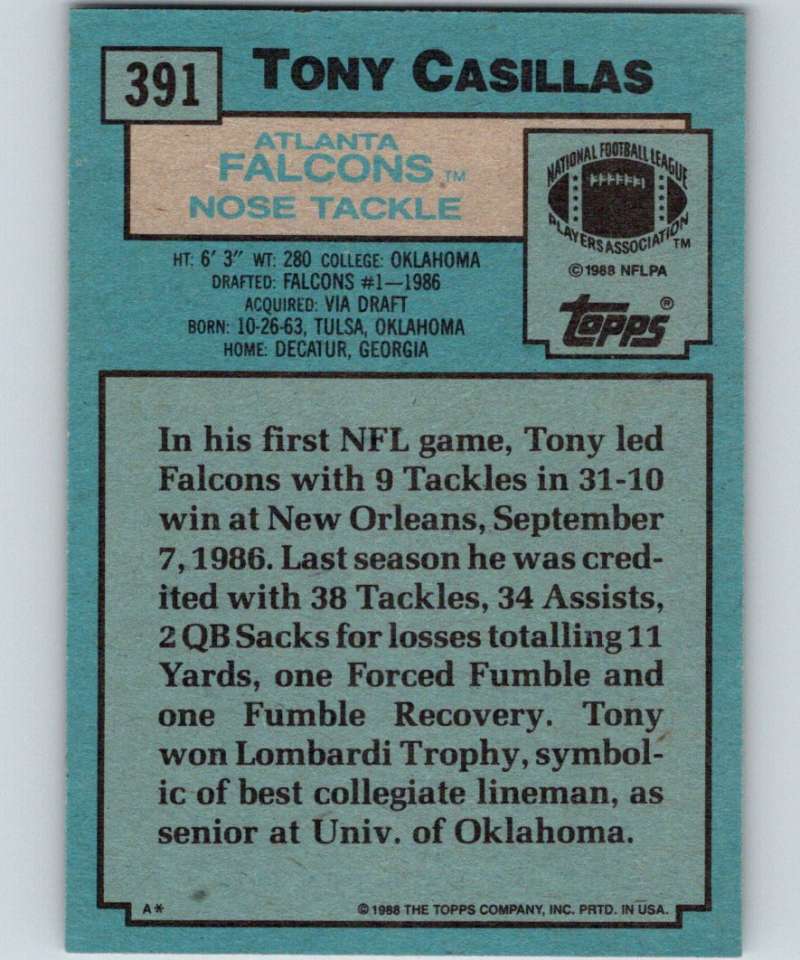 391
TONY CASILLAS
ATLANTA
FALCONS™
NOSE TACKLE
NATIONAL FOOTBALL LEAGUE
PLAYERS ASSOCIATION™
©1988 NFLPA
topps®
HT: 6' 3" WT: 280 COLLEGE: OKLAHOMA
DRAFTED: FALCONS #1—1986
ACQUIRED: VIA DRAFT
BORN: 10-26-63, TULSA, OKLAHOMA
HOME: DECATUR, GEORGIA
In his first NFL game, Tony led
Falcons with 9 Tackles in 31-10
win at New Orleans, September
7, 1986. Last season he was cred-
ited with 38 Tackles, 34 Assists,
2 QB Sacks for losses totalling 11
Yards, one Forced Fumble and
one Fumble Recovery. Tony
won Lombardi Trophy, symbol-
ic of best collegiate lineman, as
senior at Univ. of Oklahoma.
A*
©1988 THE TOPPS COMPANY, INC. PRTD. IN USA.